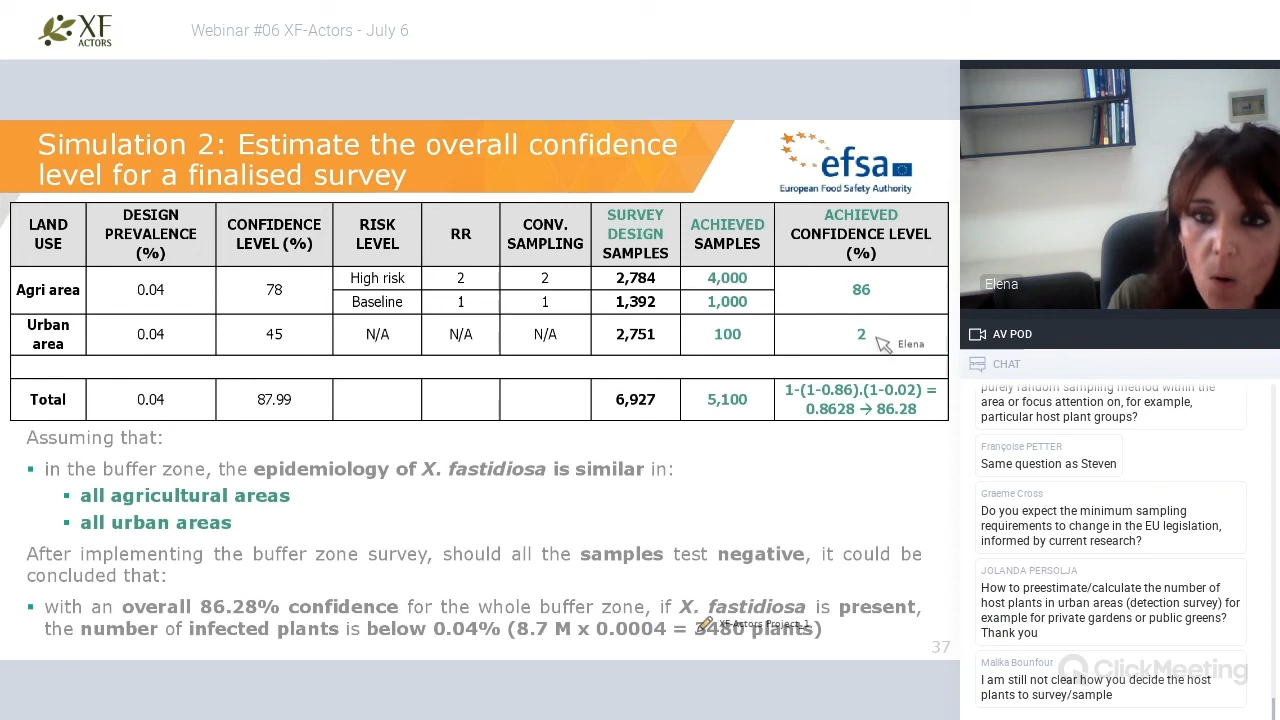 XF
ACTORS
Webinar #06 XF-Actors - July 6
Simulation 2: Estimate the overall confidence
level for a finalised survey
efsa
European Food Safety Authority
LAND USE | DESIGN PREVALENCE (%) | CONFIDENCE LEVEL (%) | RISK LEVEL | RR | CONV. SAMPLING | SURVEY DESIGN SAMPLES | ACHIEVED SAMPLES | ACHIEVED CONFIDENCE LEVEL (%)
Agri area | 0.04 | 78 | High risk | 2 | 2 | 2,784 | 4,000 | 86
Baseline | 1 | 1 | 1,392 | 1,000
Urban area | 0.04 | 45 | N/A | N/A | N/A | 2,751 | 100 | 2
Elena
Total | 0.04 | 87.99 | 6,927 | 5,100 | 1-(1-0.86).(1-0.02) = 0.8628 → 86.28
Assuming that:
▪ in the buffer zone, the epidemiology of X. fastidiosa is similar in:
▪ all agricultural areas
▪ all urban areas
After implementing the buffer zone survey, should all the samples test negative, it could be
concluded that:
▪ with an overall 86.28% confidence for the whole buffer zone, if X. fastidiosa is present,
the number of infected plants is below 0.04% (8.7 M x 0.0004 = 3480 plants)
XF-Actors Project_1
37
Elena
AV POD
CHAT
purely random sampling method within the
area or focus attention on, for example,
particular host plant groups?
Françoise PETTER
Same question as Steven
Graeme Cross
Do you expect the minimum sampling
requirements to change in the EU legislation,
informed by current research?
JOLANDA PERSOLJA
How to preestimate/calculate the number of
host plants in urban areas (detection survey) for
example for private gardens or public greens?
Thank you
Malika Bounfour
I am still not clear how you decide the host
plants to survey/sample
ClickMeeting